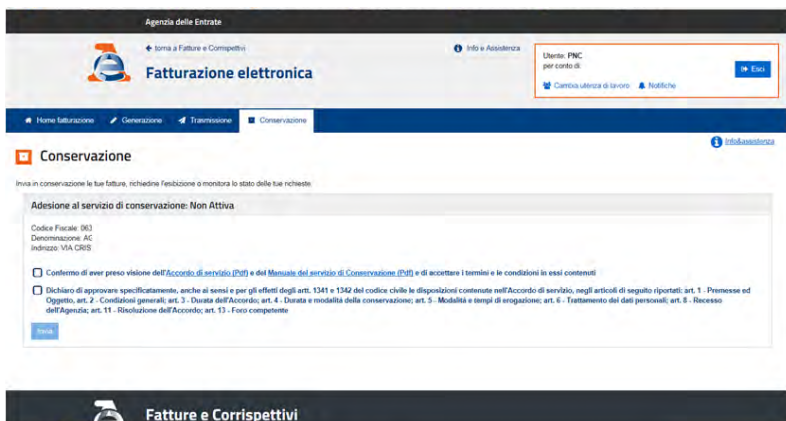 Agenzia delle Entrate
torna a Fatture e Corrispettivi
Info e Assistenza
Fatturazione elettronica
Utente: PNC
per conto di:
Esci
Cambia utenza di lavoro Notifiche
Home fatturazione Generazione Trasmissione Conservazione
Info&assistenza
Conservazione
Invia in conservazione le tue fatture, richiedine l'esibizione o monitora lo stato delle tue richieste.
Adesione al servizio di conservazione: Non Attiva
Codice Fiscale: 063
Denominazione: AG
Indirizzo: VIA CRIS
Confermo di aver preso visione dell'Accordo di servizio (Pdf) e del Manuale del servizio di Conservazione (Pdf) e di accettare i termini e le condizioni in essi contenuti
Dichiaro di approvare specificatamente, anche ai sensi e per gli effetti degli artt. 1341 e 1342 del codice civile le disposizioni contenute nell'Accordo di servizio, negli articoli di seguito riportati: art. 1 - Premesse ed
Oggetto, art. 2 - Condizioni generali; art. 3 - Durata dell'Accordo; art. 4 - Durata e modalità della conservazione; art. 5 - Modalità e tempi di erogazione; art. 6 - Trattamento dei dati personali; art. 8 - Recesso
dell'Agenzia; art. 11 - Risoluzione dell'Accordo; art. 13 - Foro competente
Invia
Fatture e Corrispettivi